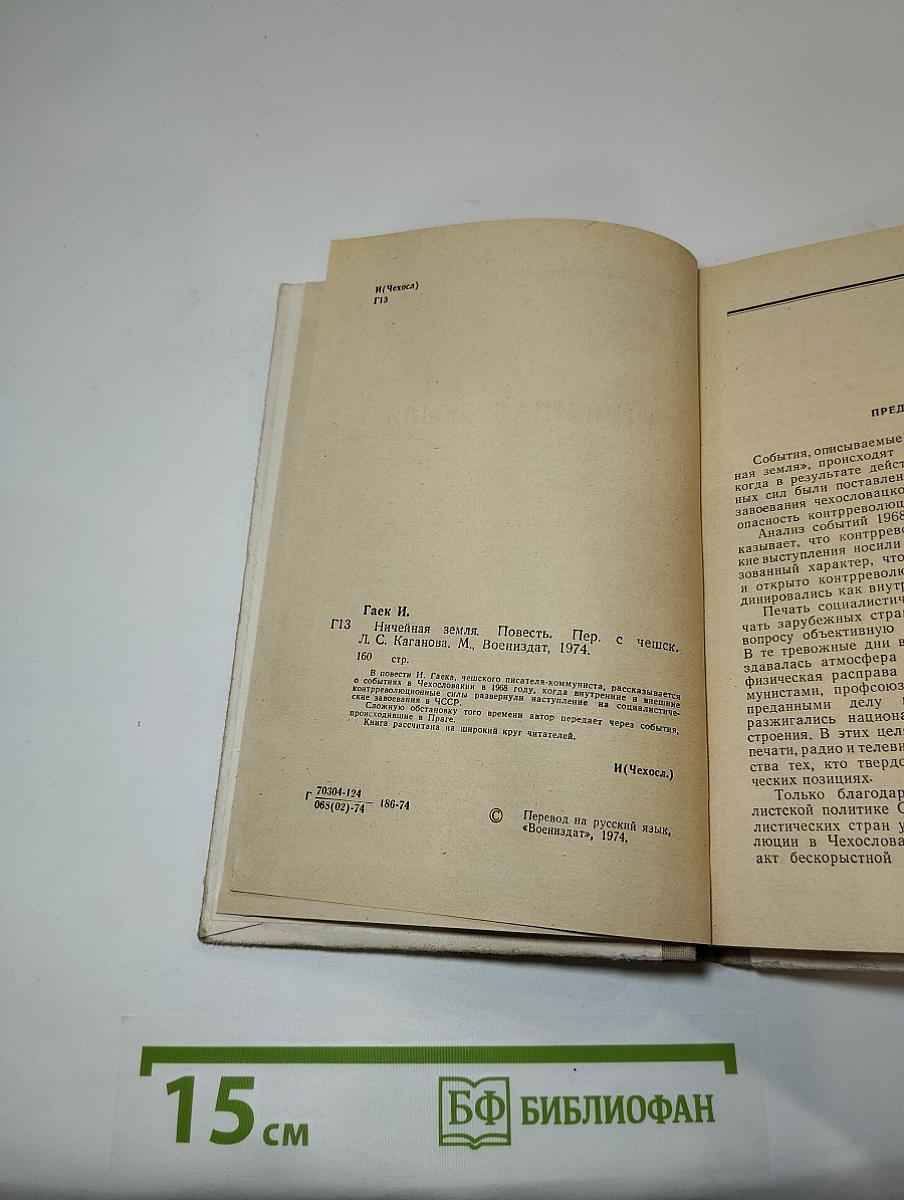 И(Чехосл)
Г13
Гаек И.
Г13 Ничейная земля. Повесть. Пер. с чешск.
Л. С. Каганова. М., Воениздат, 1974.
160 стр.
В повести И. Гаека, чешского писателя-коммуниста, рассказывается
о событиях в Чехословакии в 1968 году, когда внутренние и внешние
контрреволюционные силы развернули наступление на социалистиче-
ские завоевания в ЧССР.
Сложную обстановку того времени автор передает через события,
происходившие в Праге.
Книга рассчитана на широкий круг читателей.
И(Чехосл.)
Г 70304-124
068(02)-74 — 186-74
© Перевод на русский язык,
«Воениздат», 1974.
ПРЕД
События, описываемые
ная земля», происходят
когда в результате дейст
ных сил были поставлен
завоевания чехословацко
опасность контрреволюц
Анализ событий 1968
казывает, что контррево
кие выступления носили
зованный характер, что
и открыто контрреволю
динировались как внутр
Печать социалистич
чать зарубежных стран
вопросу объективную
В те тревожные дни в
здавалась атмосфера
физическая расправа
мунистами, профсоюз
преданными делу
разжигались национа
строения. В этих целя
печати, радио и телеви
ства тех, кто твердо
ческих позициях.
Только благодар
листской политике С
листических стран у
люции в Чехослова
акт бескорыстной
15 см
БФ БИБЛИОФАН